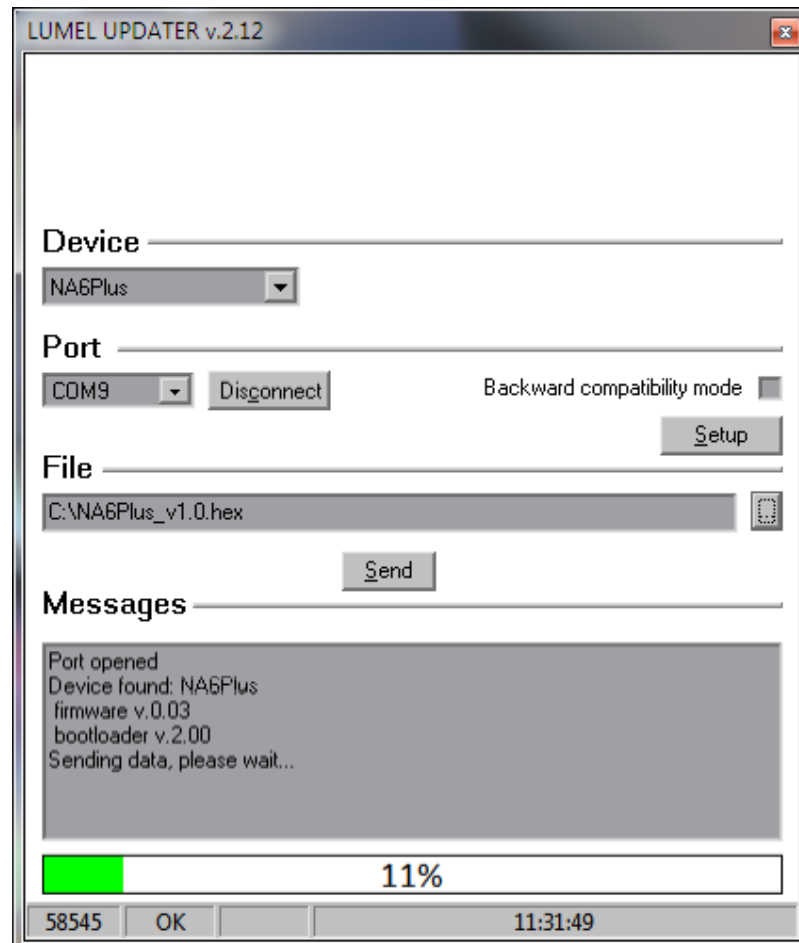 LUMEL UPDATER v.2.12
Device
NA6Plus
Port
COM9 Disconnect Backward compatibility mode
Setup
File
C:\NA6Plus_v1.0.hex ...
Send
Messages
Port opened
Device found: NA6Plus
firmware v.0.03
bootloader v.2.00
Sending data, please wait...
11%
58545 OK 11:31:49